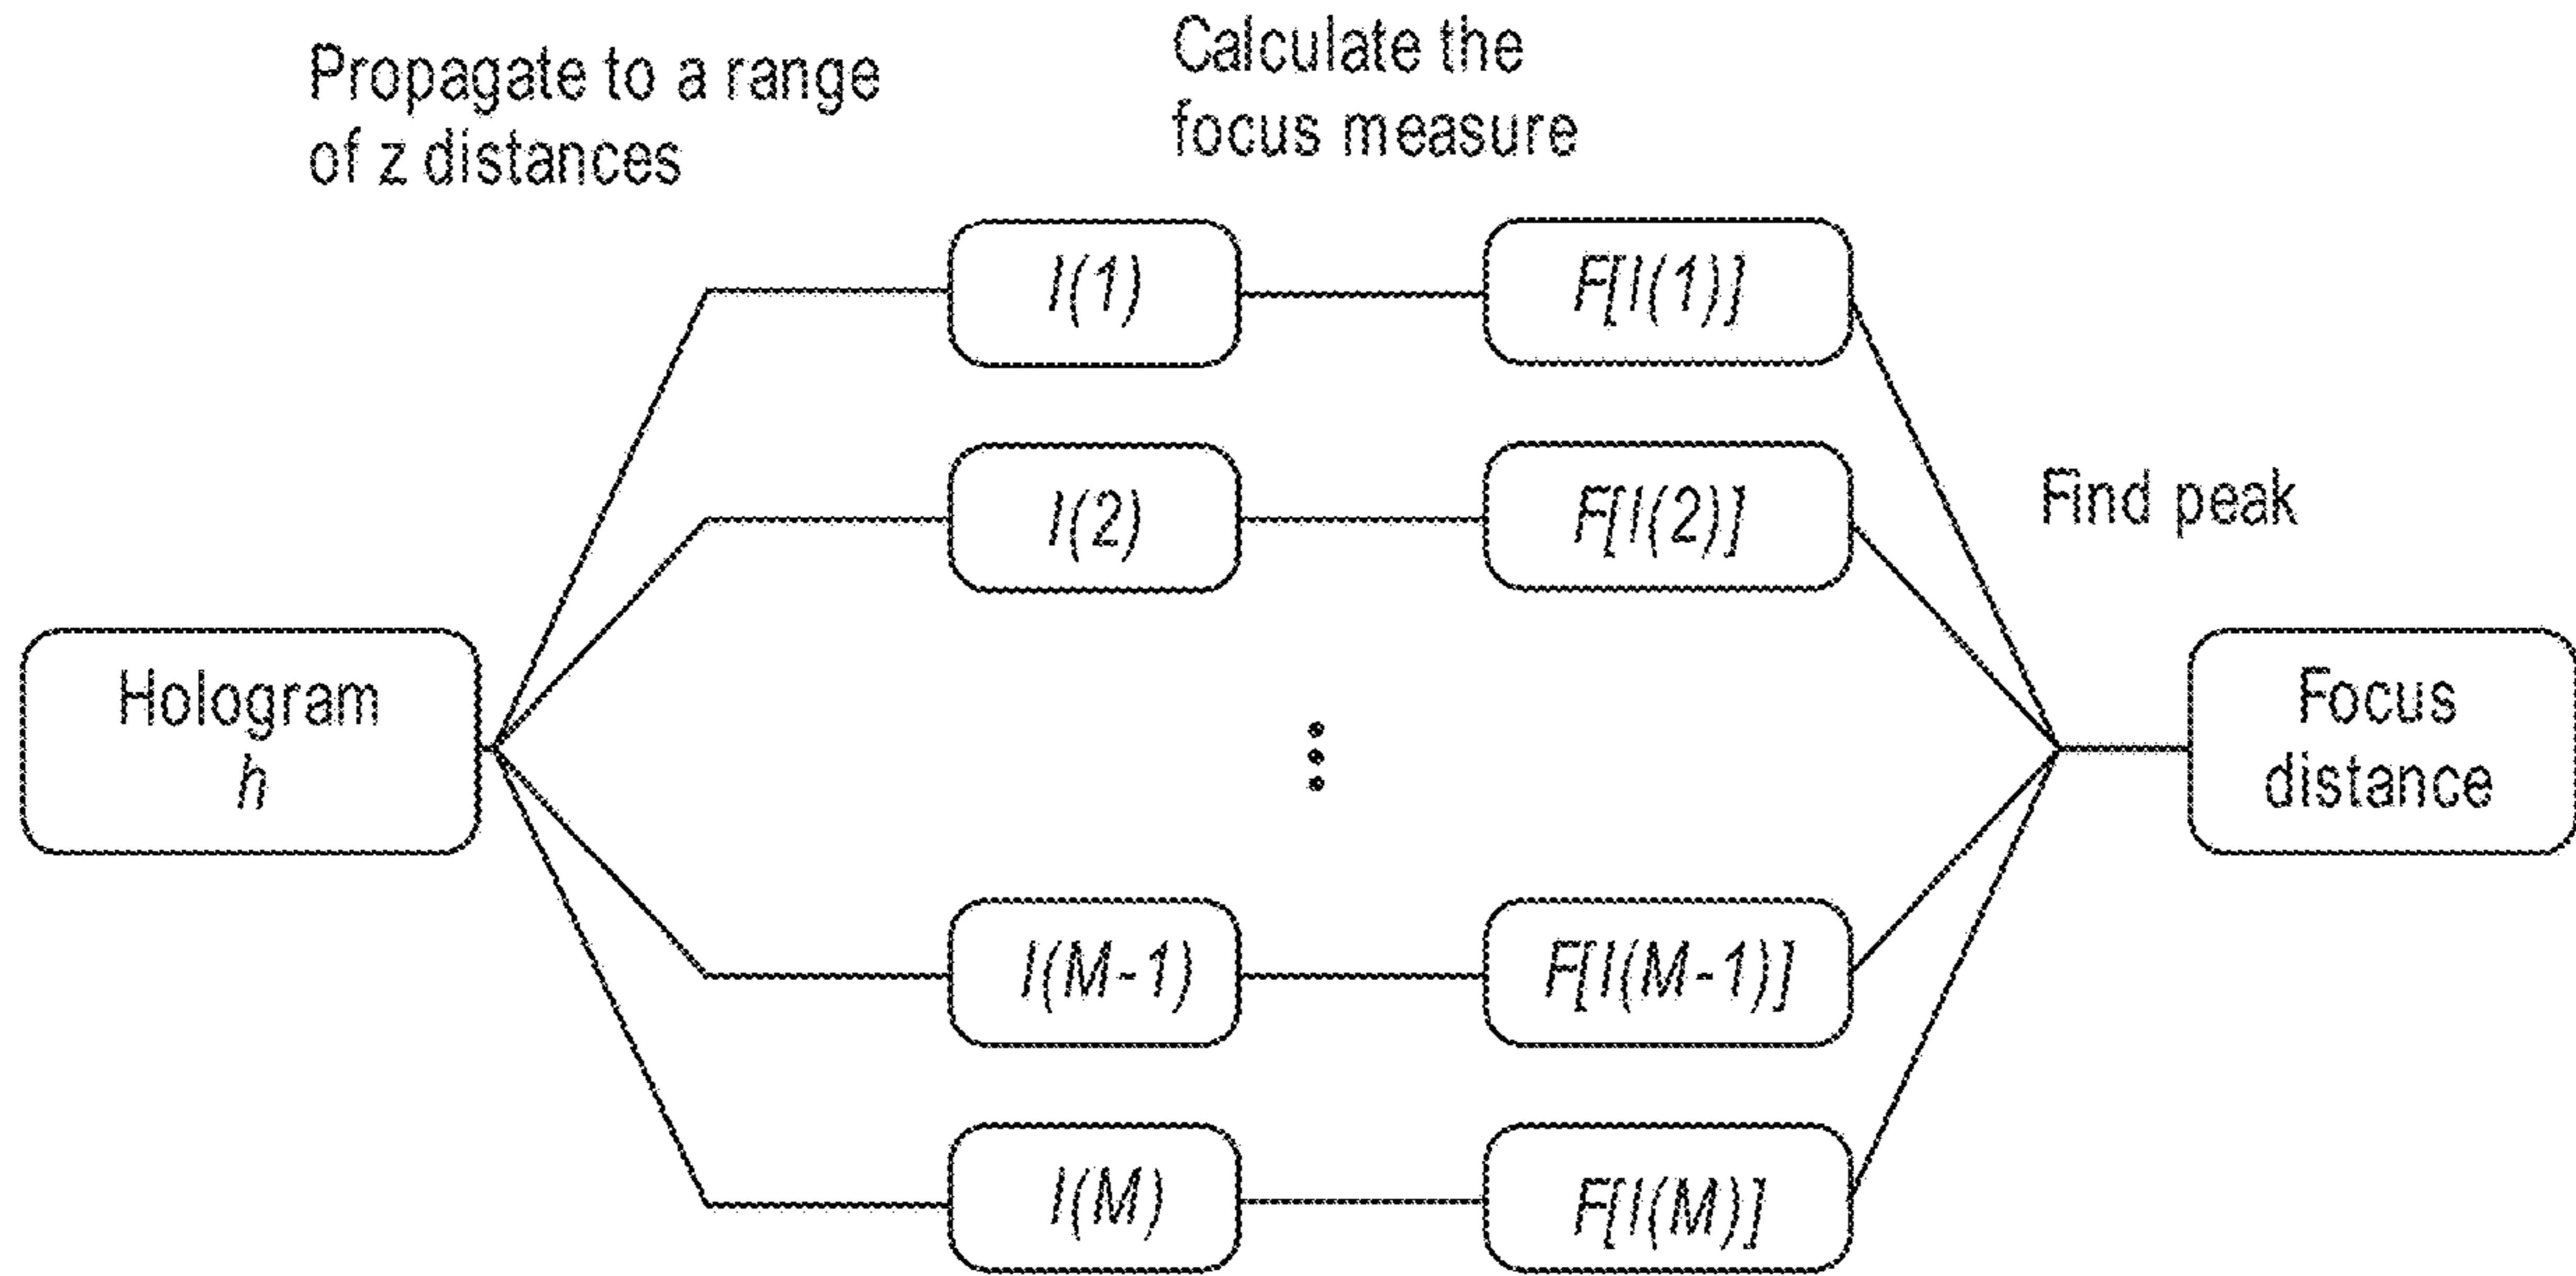 Propagate to a range
of z distances
Calculate the
focus measure
I(1)
F[I(1)]
I(2)
F[I(2)]
Find peak
Hologram
h
Focus
distance
I(M-1)
F[I(M-1)]
I(M)
F[I(M)]